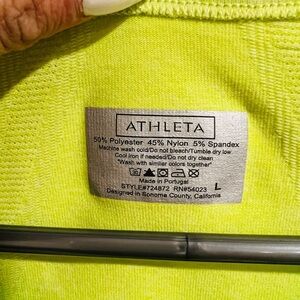 ATHLETA
50% Polyester 45% Nylon 5% Spandex
Machine wash cold/Do not bleach/Tumble dry low
Cool iron if needed/Do not dry clean
"Wash with similar colors together"
Made in Portugal
STYLE#724872 RN#54023 L
Designed in Sonoma County, California